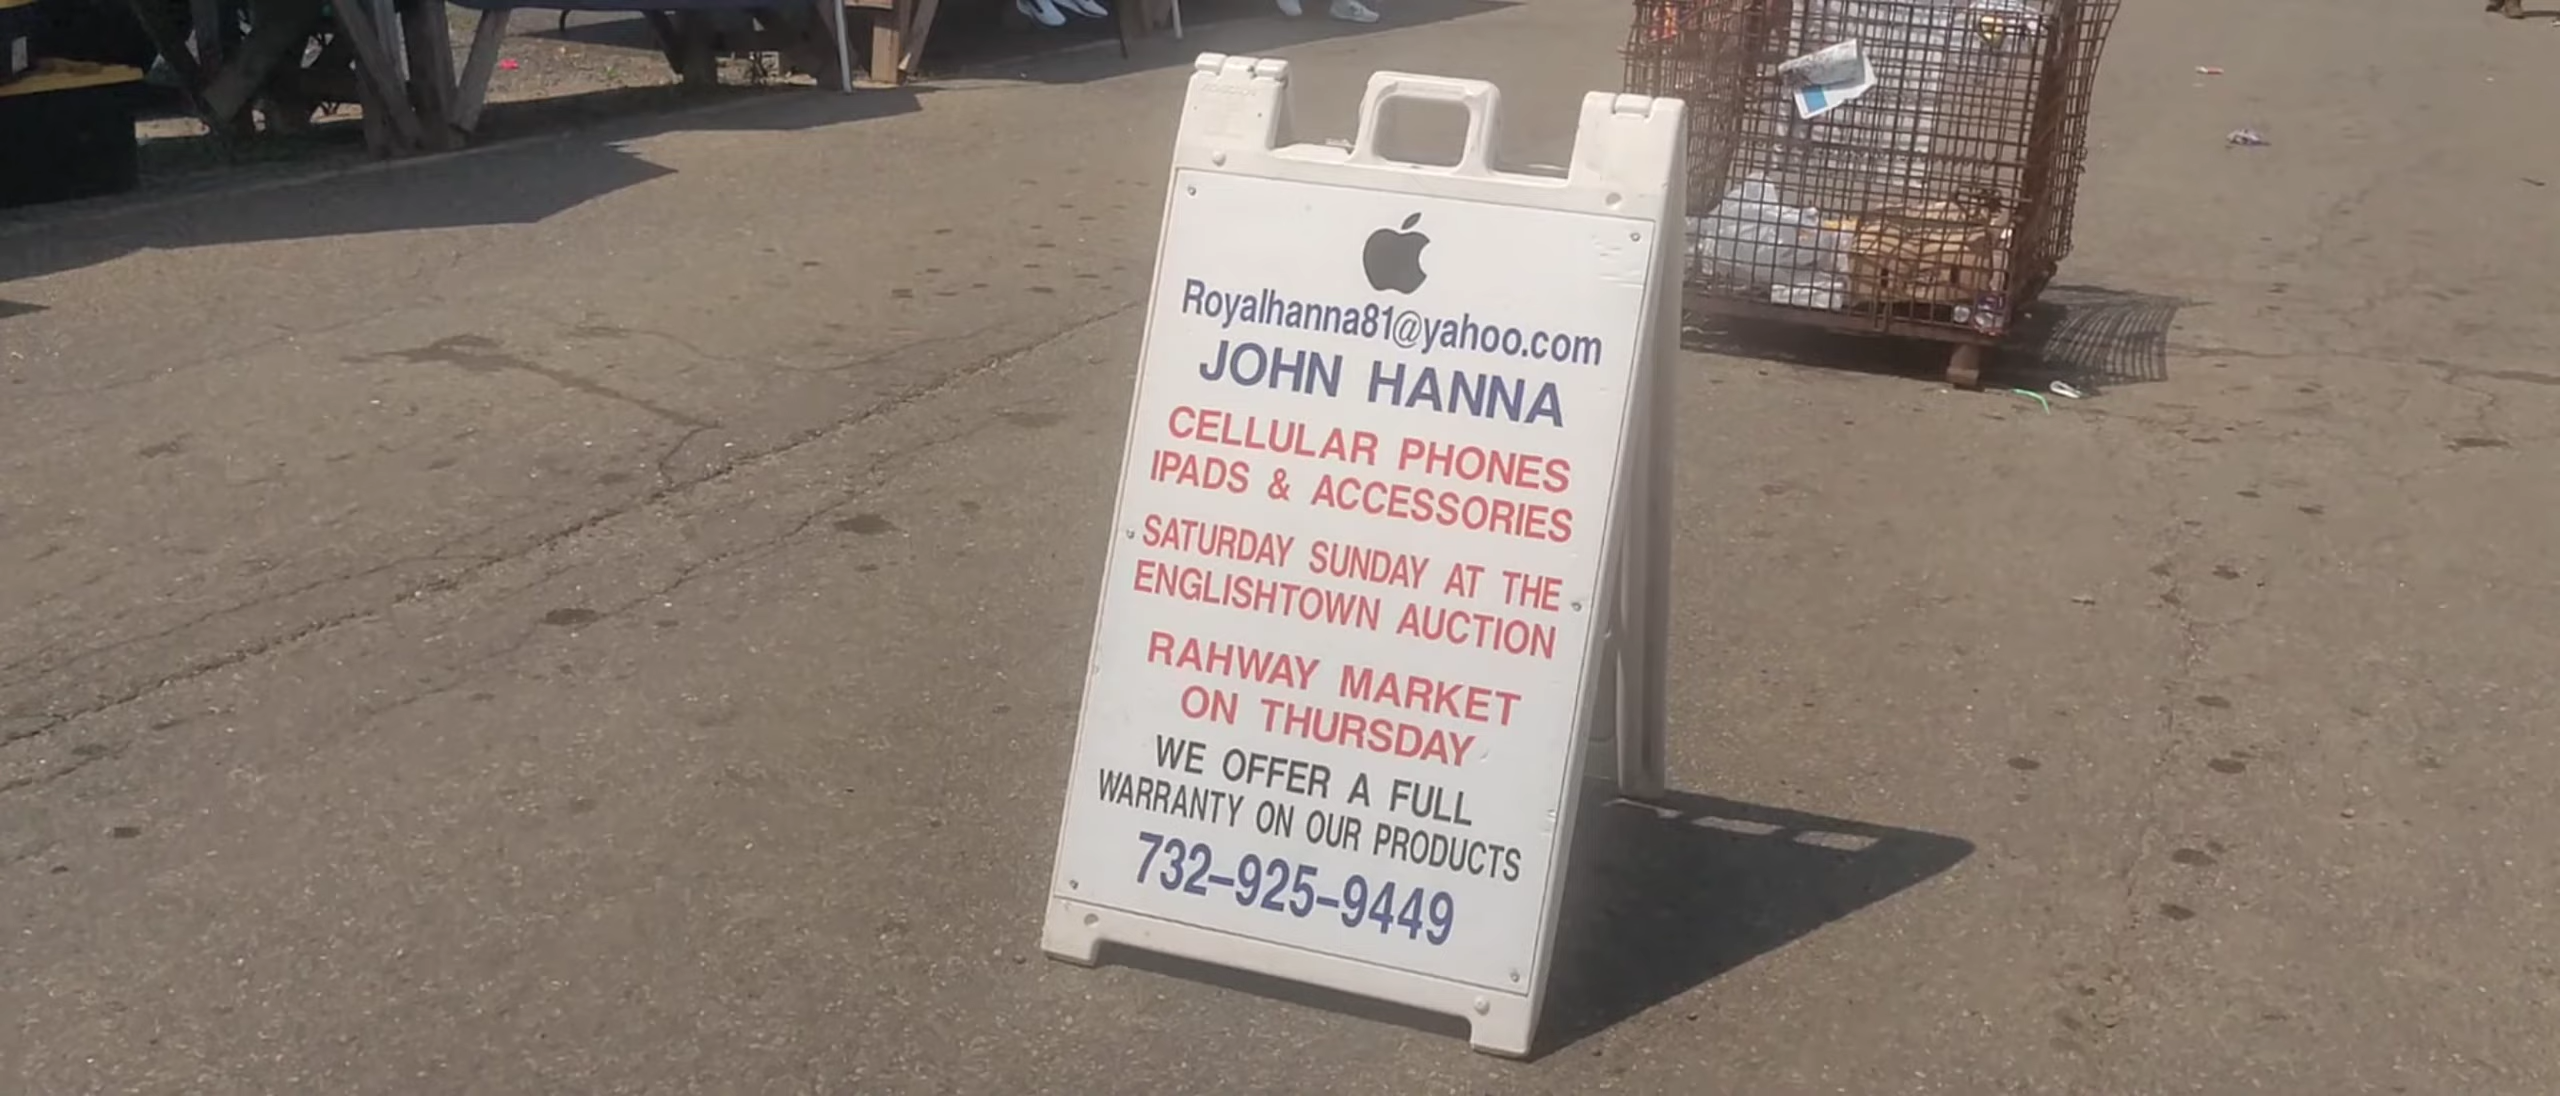 Royalhanna81@yahoo.com
JOHN HANNA
CELLULAR PHONES
IPADS & ACCESSORIES
SATURDAY SUNDAY AT THE
ENGLISHTOWN AUCTION
RAHWAY MARKET
ON THURSDAY
WE OFFER A FULL
WARRANTY ON OUR PRODUCTS
732–925–9449